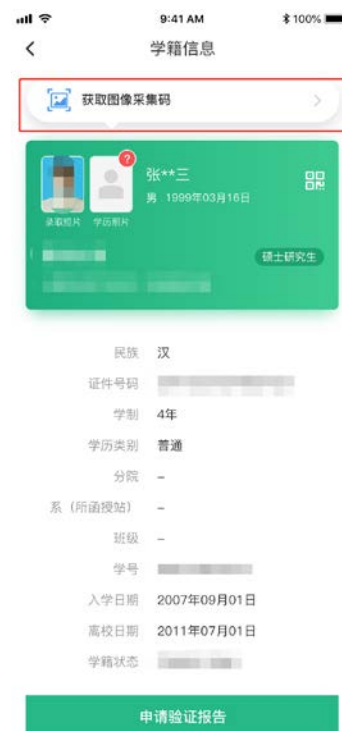 9:41 AM
100%
学籍信息
获取图像采集码
?
张**三
男 1999年03月16日
录取照片 学历照片
硕士研究生
民族 汉
证件号码
学制 4年
学历类别 普通
分院 –
系（所函授站） –
班级 –
学号
入学日期 2007年09月01日
离校日期 2011年07月01日
学籍状态
申请验证报告